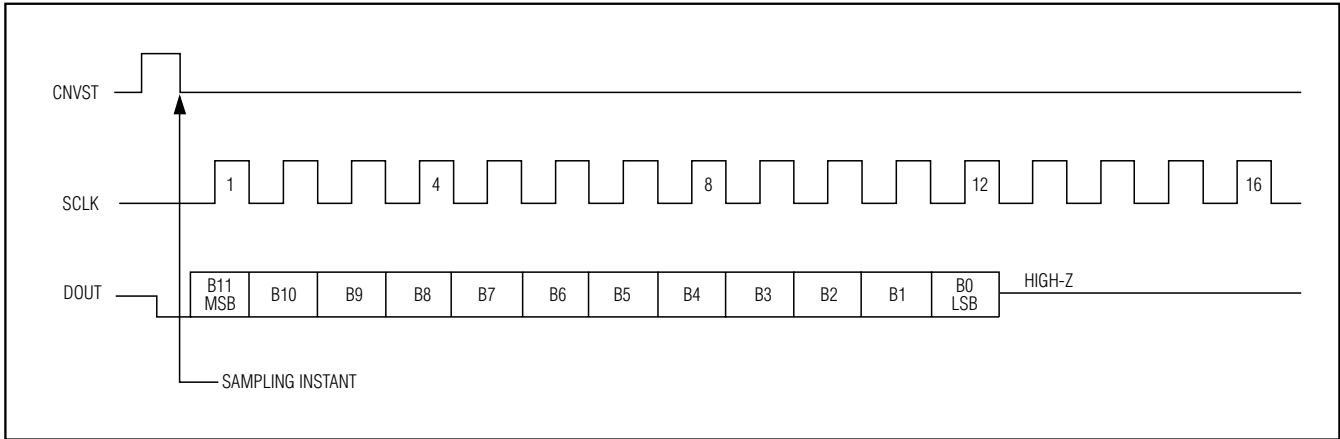 CNVST
SCLK
1
4
8
12
16
DOUT
B11
MSB
B10
B9
B8
B7
B6
B5
B4
B3
B2
B1
B0
LSB
HIGH-Z
SAMPLING INSTANT